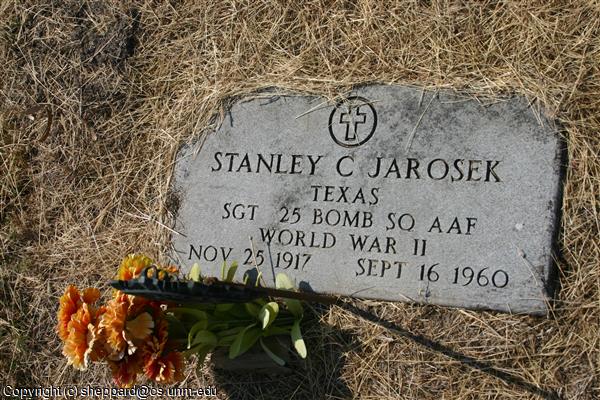 STANLEY C JAROSEK
TEXAS
SGT 25 BOMB SQ AAF
WORLD WAR II
NOV 25 1917 SEPT 16 1960
Copyright (c) sheppard@cs.unm.edu